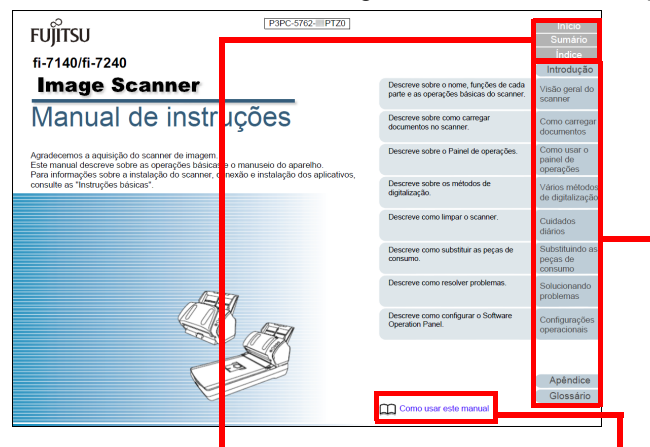 FUJITSU
P3PC-5762-
PTZ0
fi-7140/fi-7240
Image Scanner
Manual de instruções
Agradecemos a aquisição do scanner de imagem.
Este manual descreve sobre as operações básicas e o manuseio do aparelho.
Para informações sobre a instalação do scanner, conexão e instalação dos aplicativos,
consulte as "Instruções básicas".
Início
Sumário
Índice
Introdução
Descreve sobre o nome, funções de cada
parte e as operações básicas do scanner.
Visão geral do
scanner
Descreve sobre como carregar
documentos no scanner.
Como carregar
documentos
Descreve sobre o Painel de operações.
Como usar o
painel de
operações
Descreve sobre os métodos de
digitalização.
Vários métodos
de digitalização
Descreve como limpar o scanner.
Cuidados
diários
Descreve como substituir as peças de
consumo.
Substituindo as
peças de
consumo
Descreve como resolver problemas.
Solucionando
problemas
Descreve como configurar o Software
Operation Panel.
Configurações
operacionais
Apêndice
Glossário
Como usar este manual